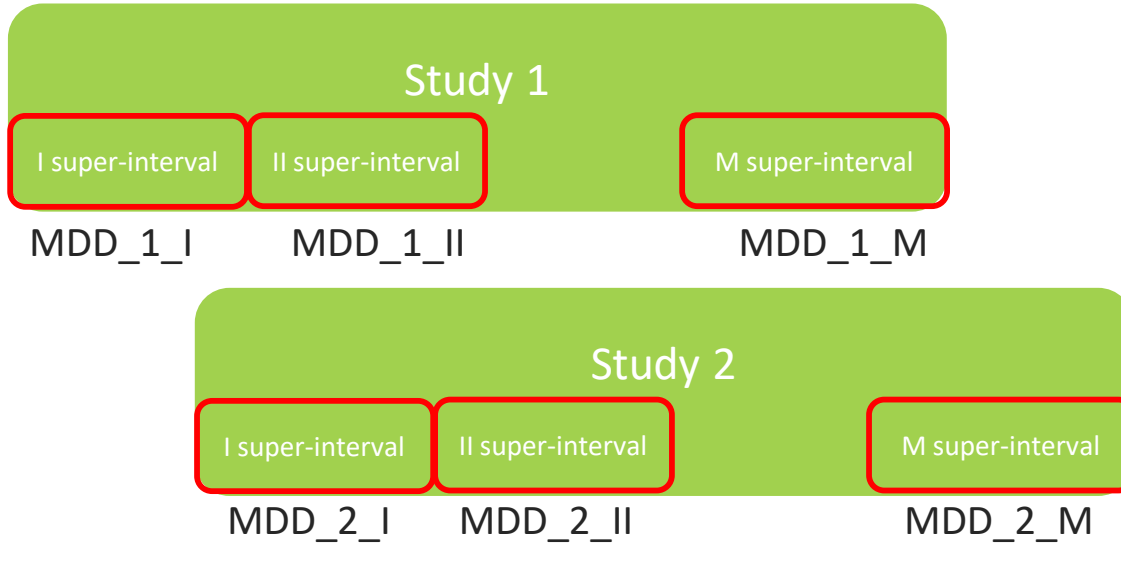 Study 1
I super-interval II super-interval M super-interval
MDD_1_I MDD_1_II MDD_1_M
Study 2
I super-interval II super-interval M super-interval
MDD_2_I MDD_2_II MDD_2_M